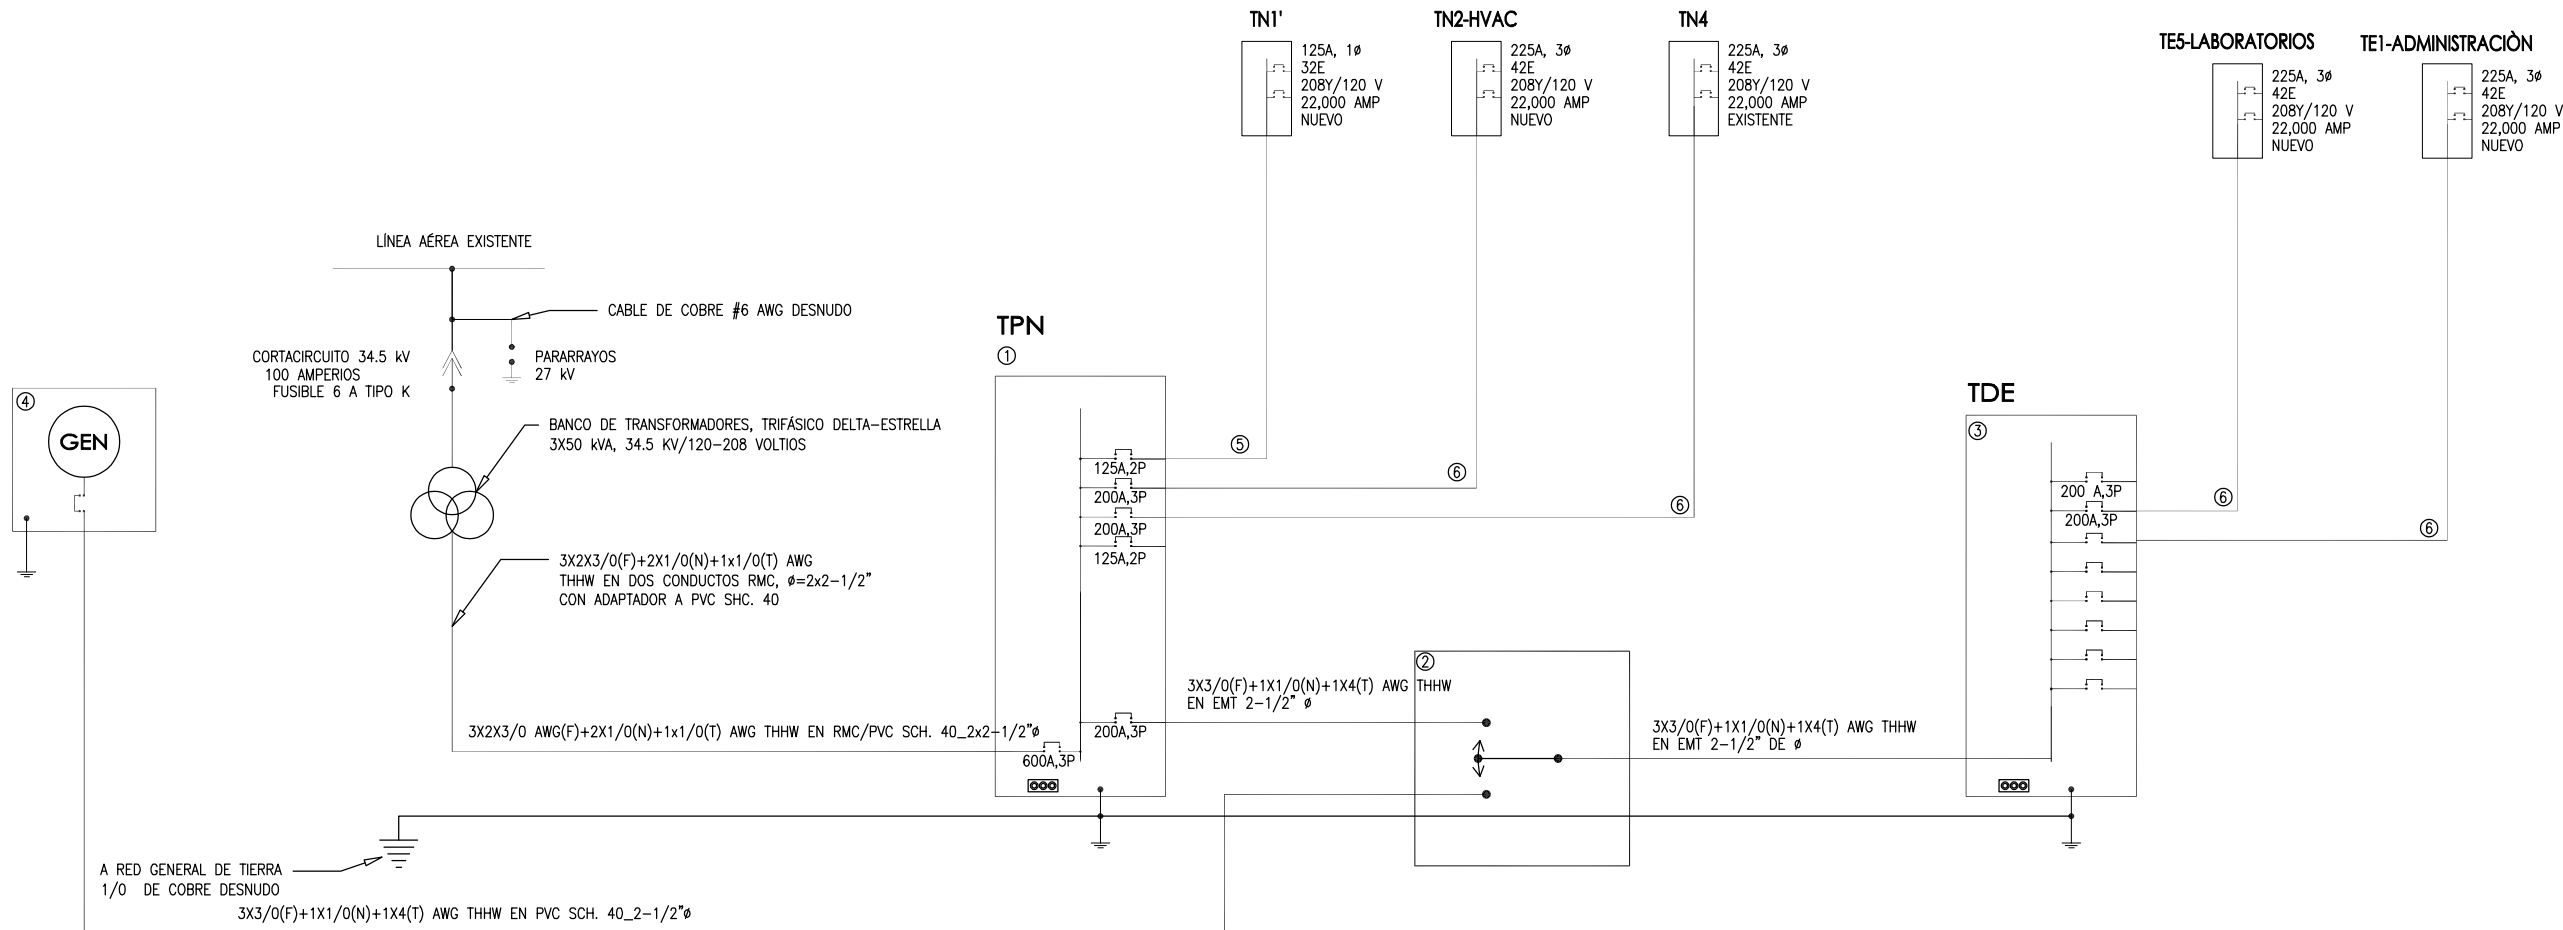 TN1'
125A, 1ø
32E
208Y/120 V
22,000 AMP
NUEVO
TN2-HVAC
225A, 3ø
42E
208Y/120 V
22,000 AMP
NUEVO
TN4
225A, 3ø
42E
208Y/120 V
22,000 AMP
EXISTENTE
TE5-LABORATORIOS
225A, 3ø
42E
208Y/120 V
22,000 AMP
NUEVO
TE1-ADMINISTRACIÒN
225A, 3ø
42E
208Y/120 V
22,000 AMP
NUEVO
LÍNEA AÉREA EXISTENTE
CABLE DE COBRE #6 AWG DESNUDO
CORTACIRCUITO 34.5 kV
100 AMPERIOS
FUSIBLE 6 A TIPO K
PARARRAYOS
27 kV
4
GEN
BANCO DE TRANSFORMADORES, TRIFÁSICO DELTA-ESTRELLA
3X50 kVA, 34.5 KV/120-208 VOLTIOS
3X2X3/0(F)+2X1/0(N)+1x1/0(T) AWG
THHW EN DOS CONDUCTOS RMC, ø=2x2-1/2"
CON ADAPTADOR A PVC SHC. 40
3X2X3/0 AWG(F)+2X1/0(N)+1x1/0(T) AWG THHW EN RMC/PVC SCH. 40_2x2-1/2"ø
TPN
1
125A,2P
200A,3P
200A,3P
125A,2P
200A,3P
600A,3P
5
6
6
3X3/0(F)+1X1/0(N)+1X4(T) AWG THHW
EN EMT 2-1/2" ø
2
3X3/0(F)+1X1/0(N)+1X4(T) AWG THHW
EN EMT 2-1/2" DE ø
TDE
3
200 A,3P
200A,3P
6
6
A RED GENERAL DE TIERRA
1/0 DE COBRE DESNUDO
3X3/0(F)+1X1/0(N)+1X4(T) AWG THHW EN PVC SCH. 40_2-1/2"ø